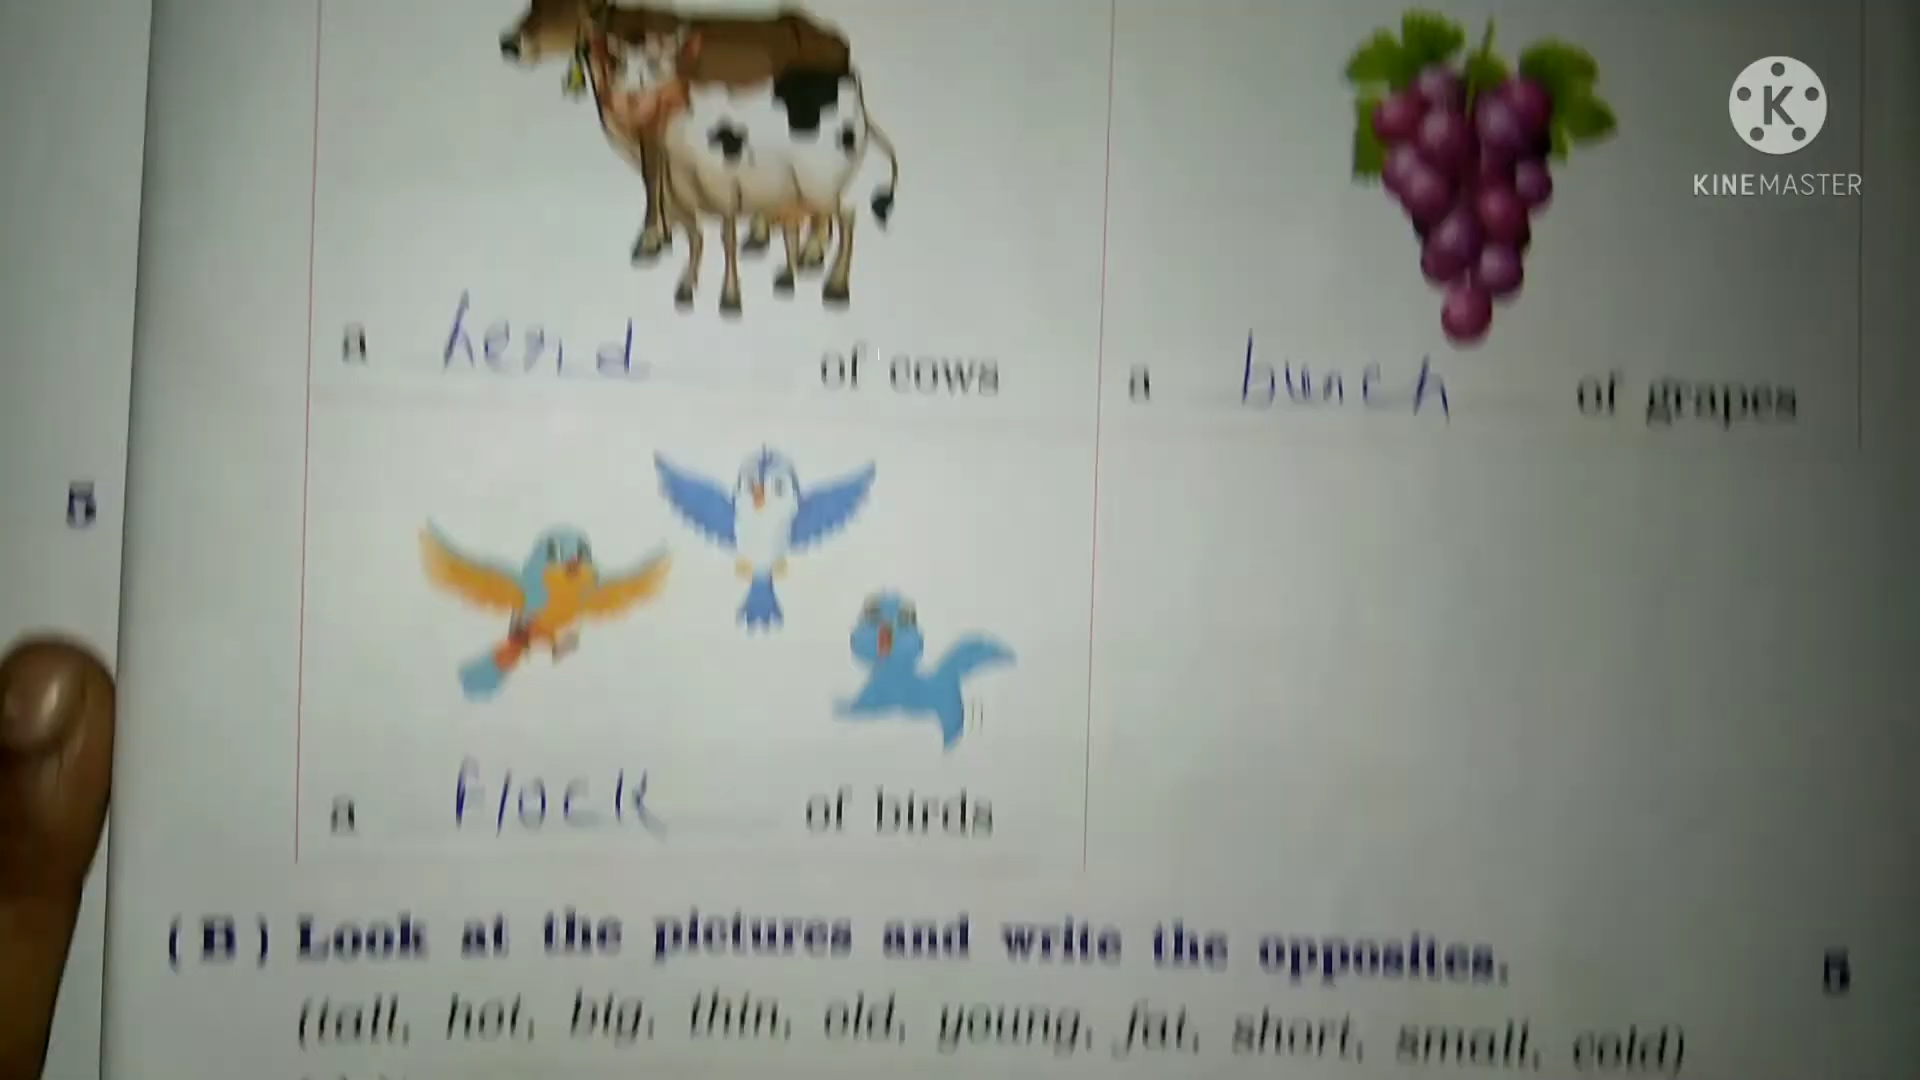 KINEMASTER
a herd of cows
a bunch of grapes
5
a Flock of birds
(B) Look at the pictures and write the opposites. 5
(tall, hot, big, thin, old, young, fat, short, small, cold)